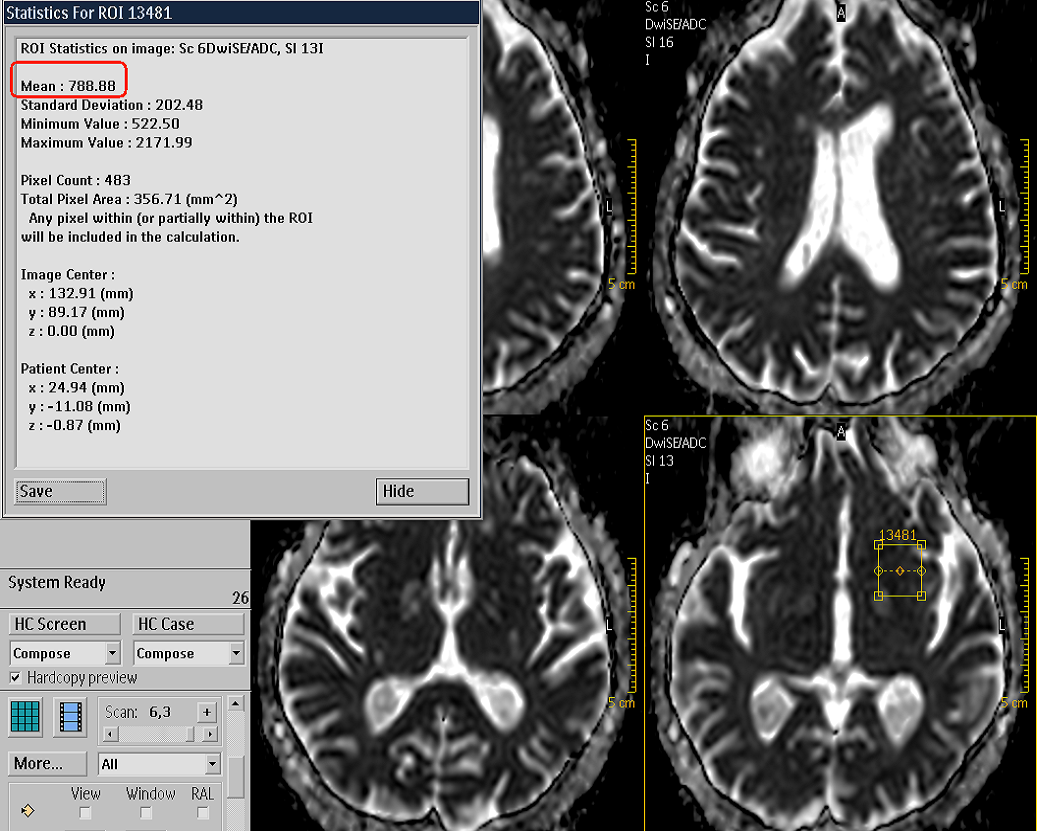 Statistics For ROI 13481
ROI Statistics on image: Sc 6DwiSE/ADC, Sl 13I
Mean : 788.88
Standard Deviation : 202.48
Minimum Value : 522.50
Maximum Value : 2171.99
Pixel Count : 483
Total Pixel Area : 356.71 (mm^2)
Any pixel within (or partially within) the ROI
will be included in the calculation.
Image Center :
x : 132.91 (mm)
y : 89.17 (mm)
z : 0.00 (mm)
Patient Center :
x : 24.94 (mm)
y : -11.08 (mm)
z : -0.87 (mm)
Save
Hide
L
5 cm
Sc 6
DwiSE/ADC
Sl 16
I
A
L
5 cm
System Ready
26
HC Screen
HC Case
Compose
Compose
Hardcopy preview
Scan: 6,3
+
More...
All
View
Window
RAL
L
5 cm
Sc 6
DwiSE/ADC
Sl 13
I
A
13481
L
5 cm